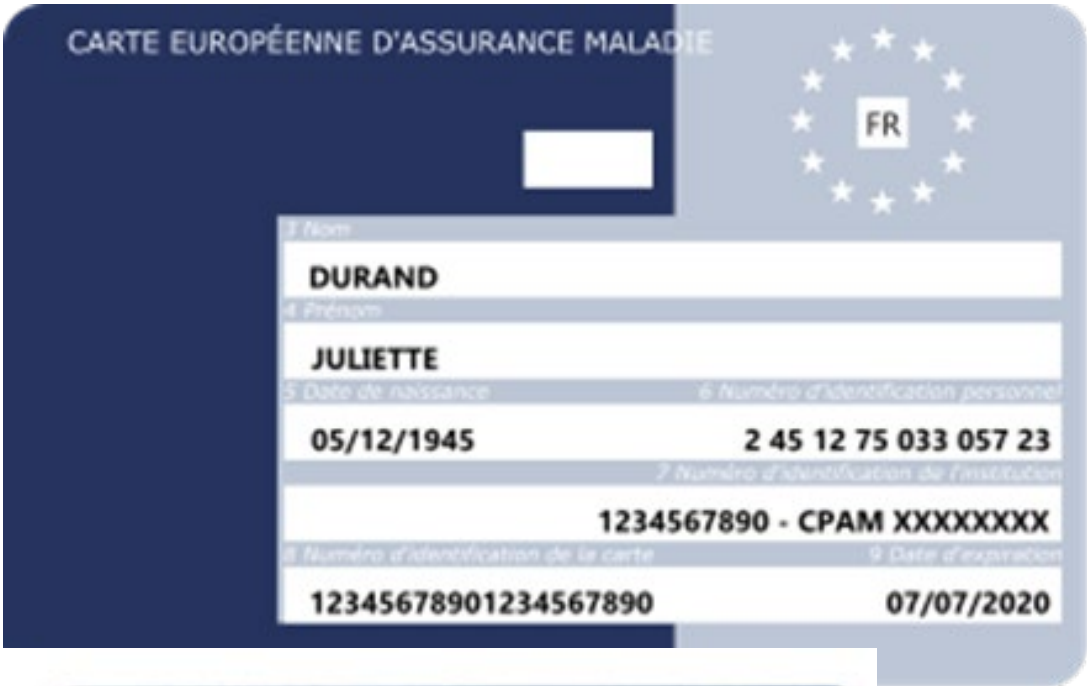 CARTE EUROPÉENNE D'ASSURANCE MALADIE
FR
3 Nom
DURAND
4 Prénom
JULIETTE
5 Date de naissance 6 Numéro d'identification personnel
05/12/1945 2 45 12 75 033 057 23
7 Numéro d'identification de l'institution
1234567890 - CPAM XXXXXXXX
8 Numéro d'identification de la carte 9 Date d'expiration
12345678901234567890 07/07/2020